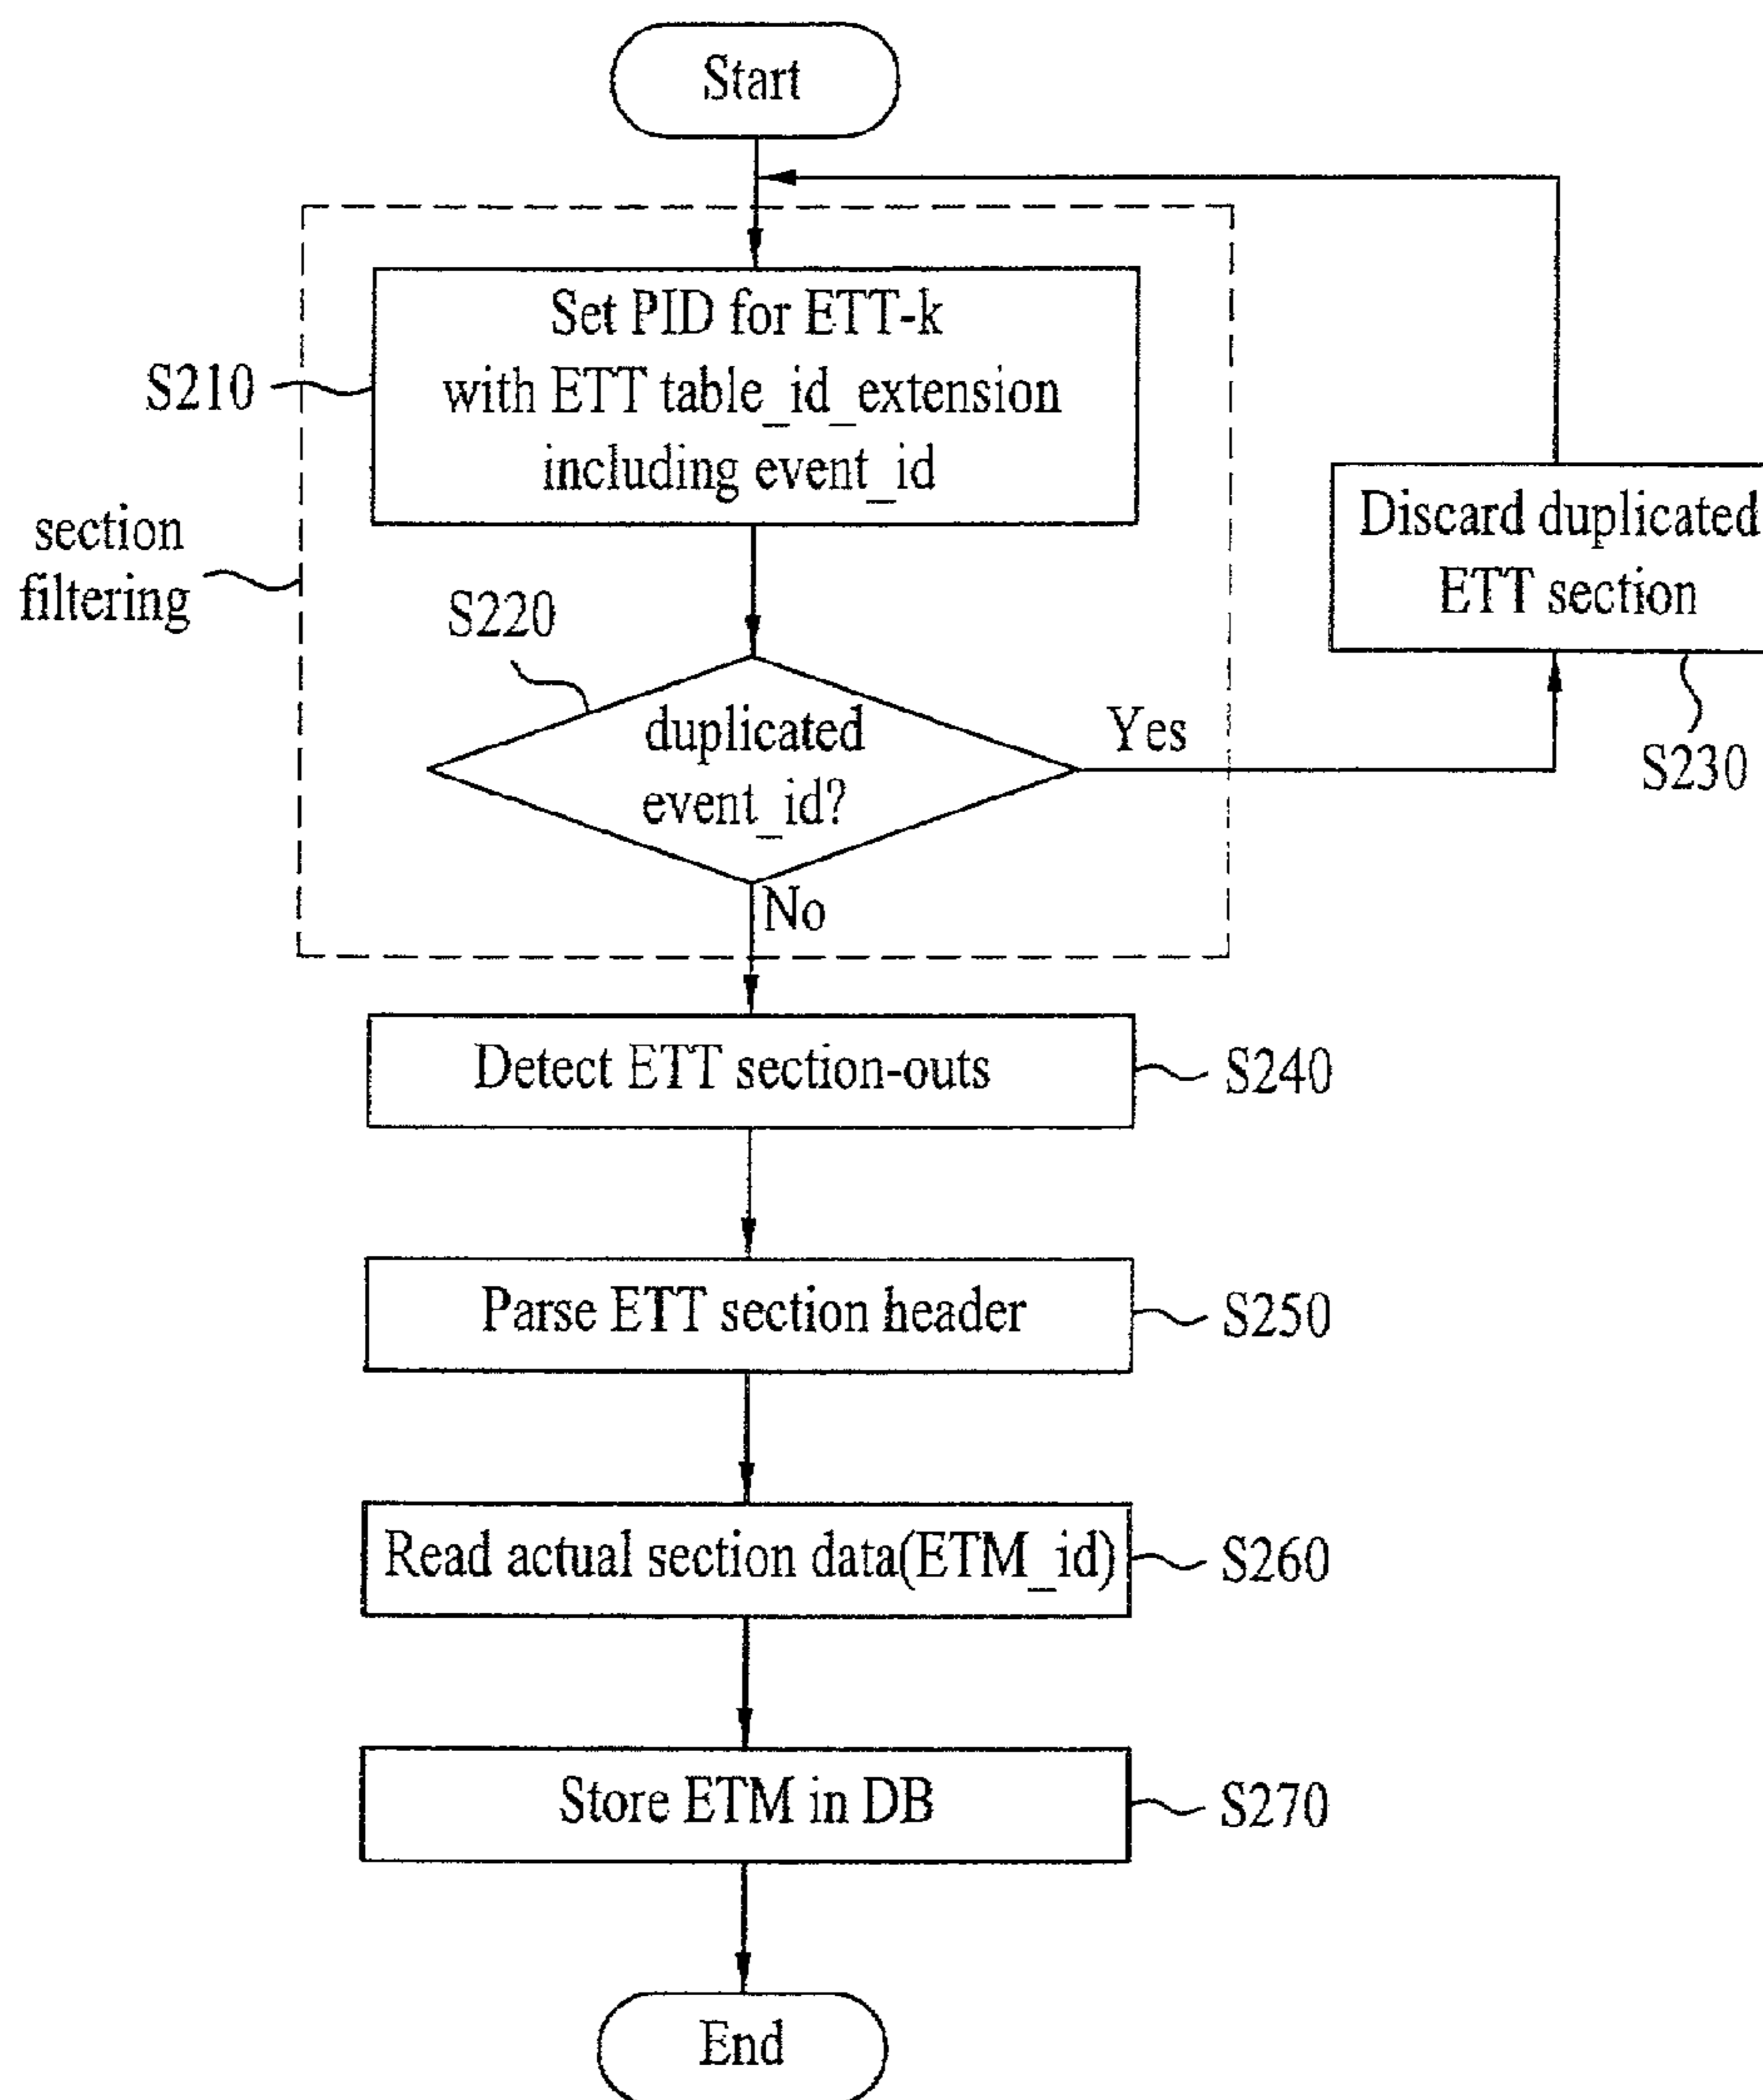 Start
Set PID for ETT-k
with ETT table_id_extension
including event_id
S210
section
filtering
Discard duplicated
ETT section
S230
S220
duplicated
event_id?
Yes
No
Detect ETT section-outs
S240
Parse ETT section header
S250
Read actual section data(ETM_id)
S260
Store ETM in DB
S270
End